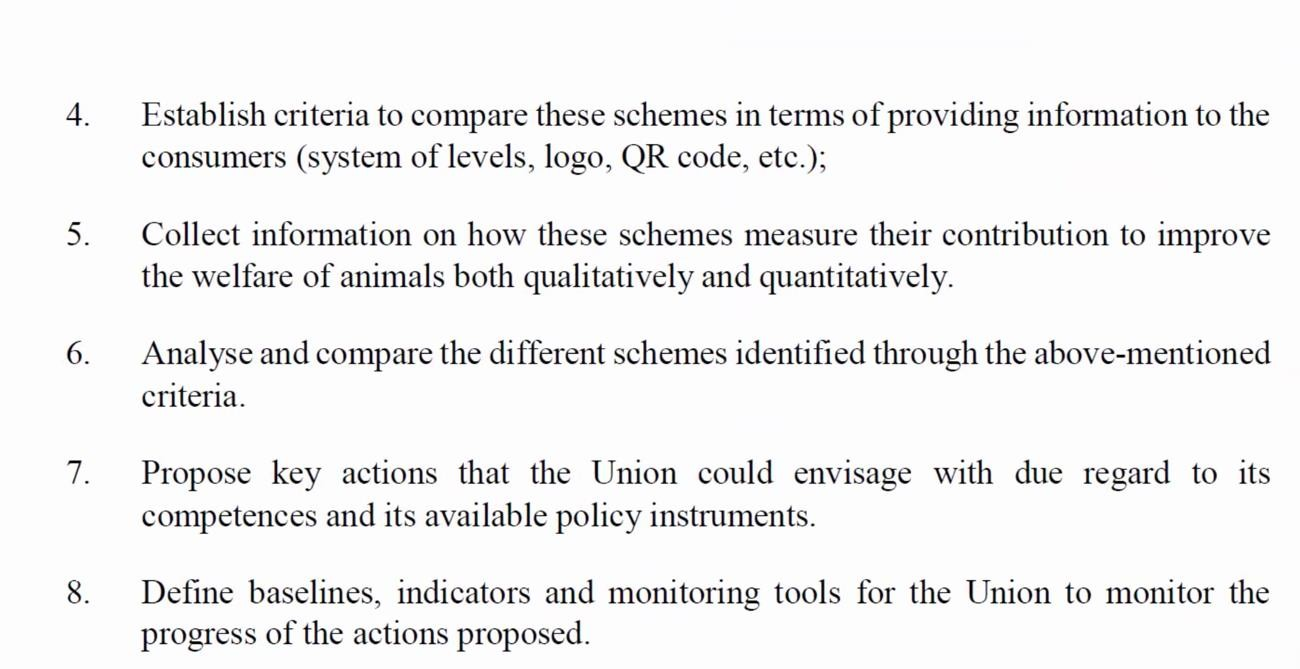 4. Establish criteria to compare these schemes in terms of providing information to the
consumers (system of levels, logo, QR code, etc.);
5. Collect information on how these schemes measure their contribution to improve
the welfare of animals both qualitatively and quantitatively.
6. Analyse and compare the different schemes identified through the above-mentioned
criteria.
7. Propose key actions that the Union could envisage with due regard to its
competences and its available policy instruments.
8. Define baselines, indicators and monitoring tools for the Union to monitor the
progress of the actions proposed.